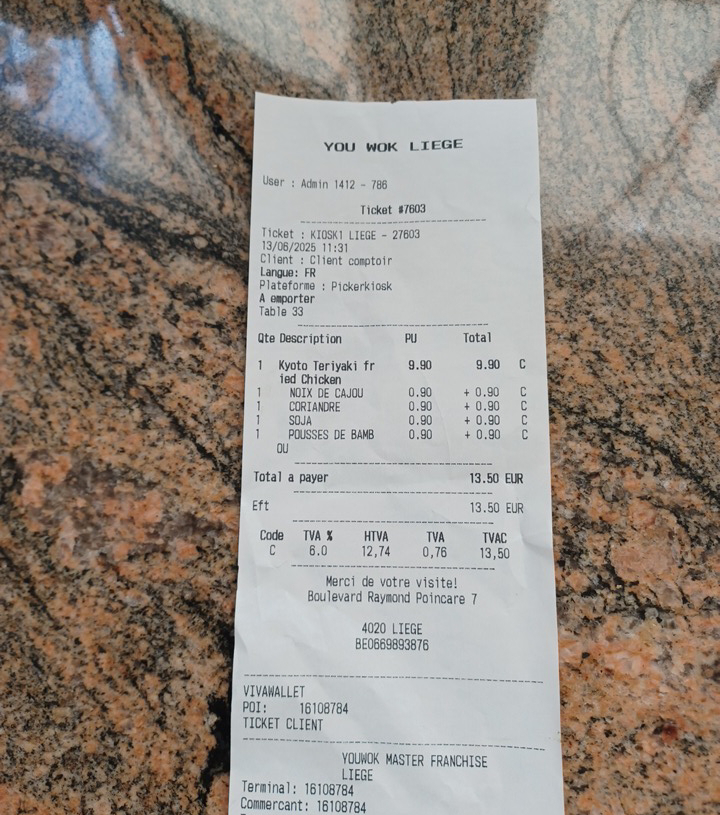 YOU WOK LIEGE
User : Admin 1412 - 786
Ticket #7603
Ticket : KIOSK1 LIEGE - 27603
13/06/2025 11:31
Client : Client comptoir
Langue: FR
Plateforme : Pickerkiosk
A emporter
Table 33
Qte Description PU Total
1 Kyoto Teriyaki fr 9.90 9.90 C
ied Chicken
1 NOIX DE CAJOU 0.90 + 0.90 C
1 CORIANDRE 0.90 + 0.90 C
1 SOJA 0.90 + 0.90 C
1 POUSSES DE BAMB 0.90 + 0.90 C
OU
Total a payer 13.50 EUR
Eft 13.50 EUR
Code TVA % HTVA TVA TVAC
C 6.0 12,74 0,76 13,50
Merci de votre visite!
Boulevard Raymond Poincare 7
4020 LIEGE
BE0669893876
VIVAWALLET
POI: 16108784
TICKET CLIENT
YOUWOK MASTER FRANCHISE
LIEGE
Terminal: 16108784
Commercant: 16108784